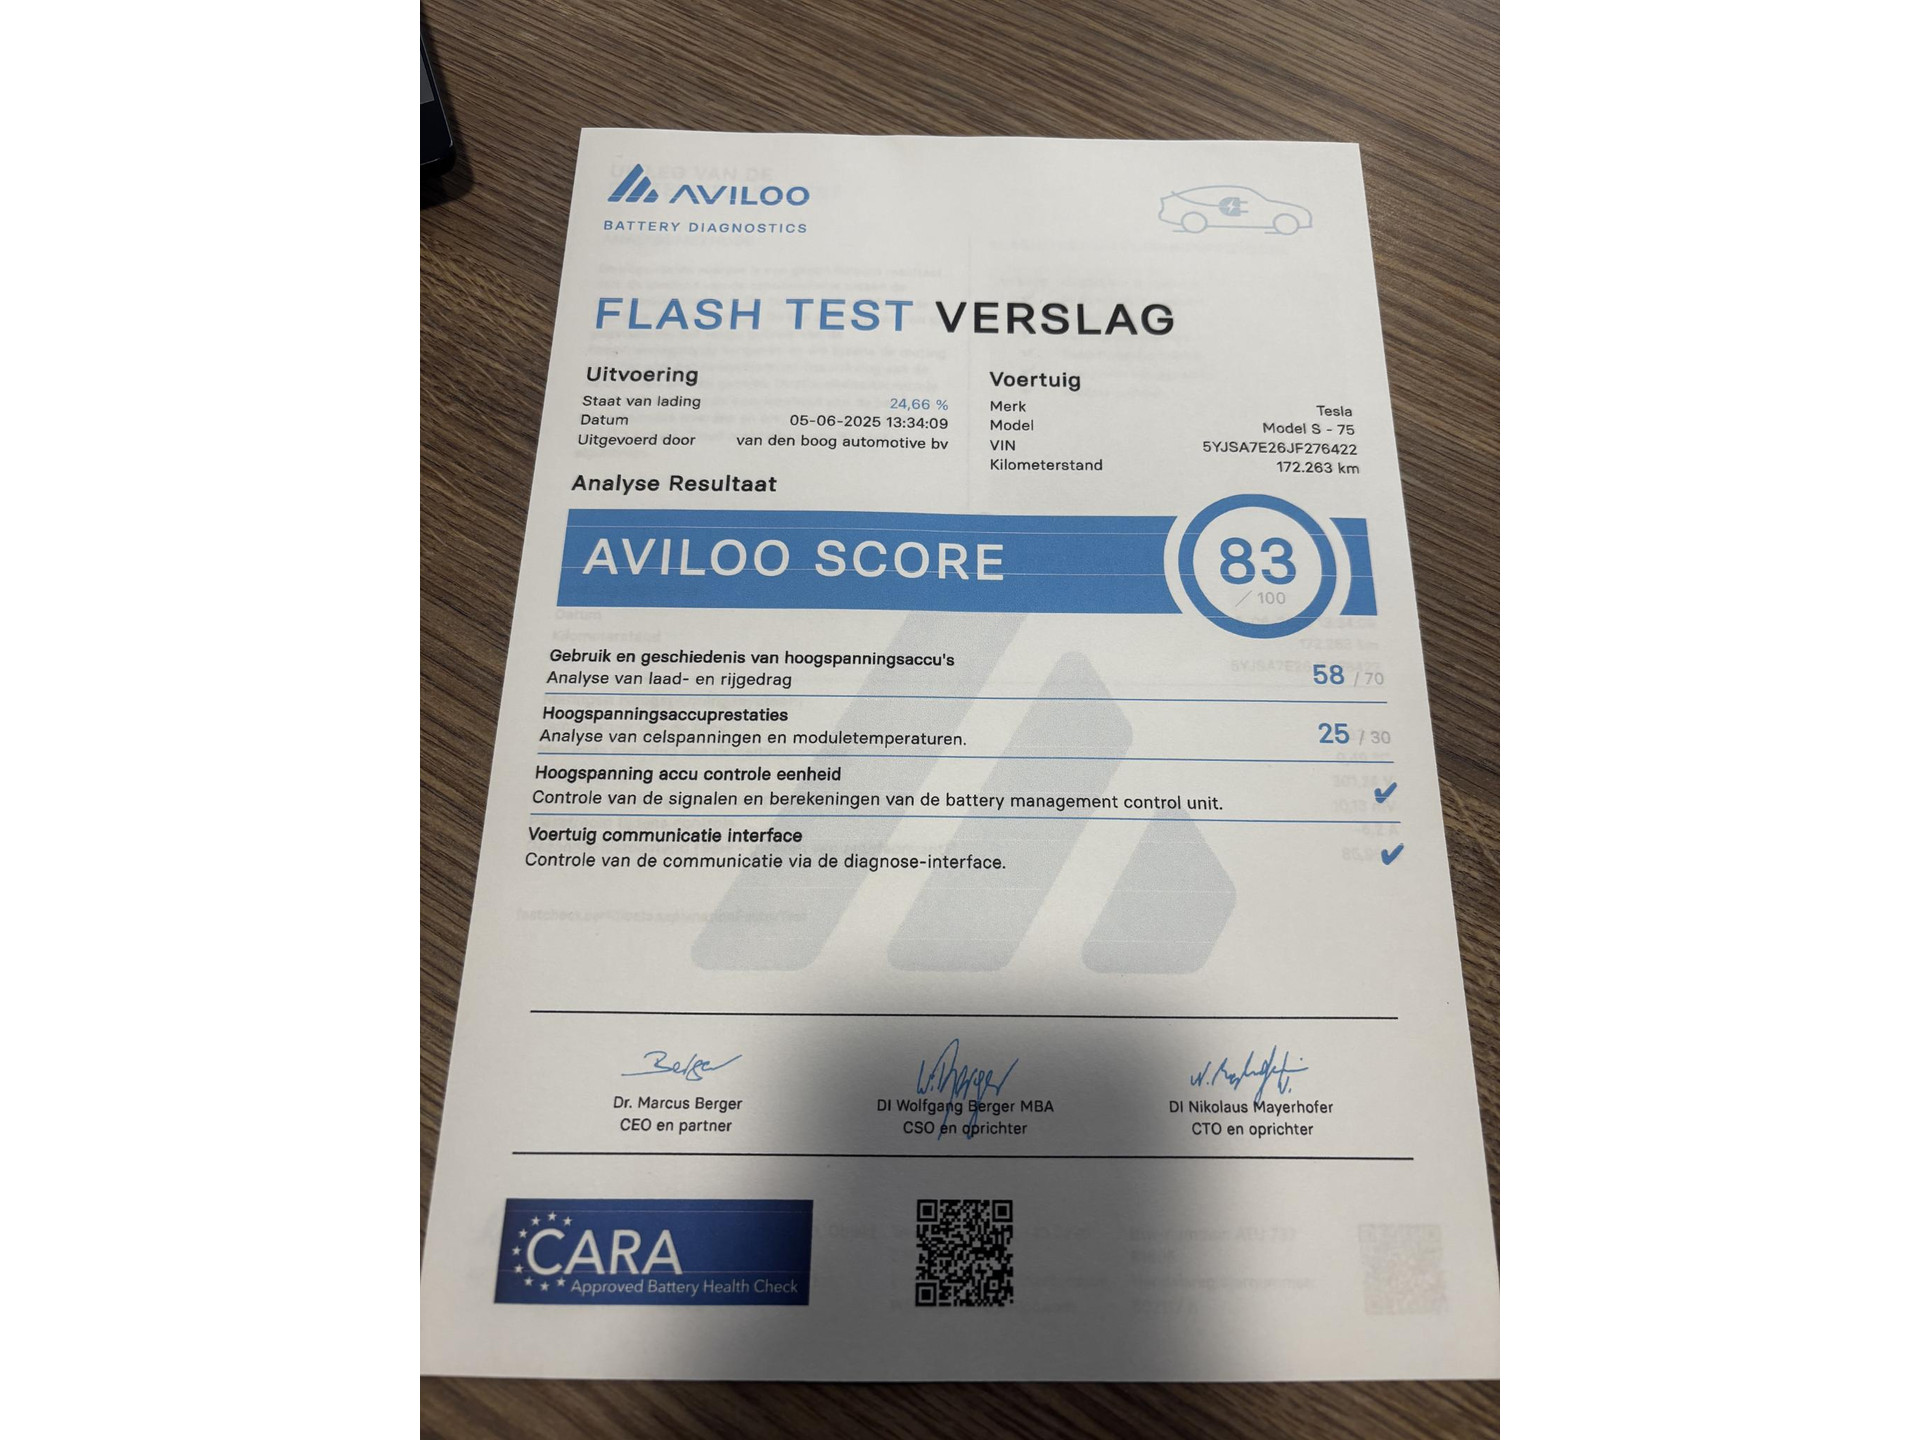 AVILOO
BATTERY DIAGNOSTICS
FLASH TEST VERSLAG
Uitvoering
Staat van lading 24,66 %
Datum 05-06-2025 13:34:09
Uitgevoerd door van den boog automotive bv
Voertuig
Merk Tesla
Model Model S - 75
VIN 5YJSA7E26JF276422
Kilometerstand 172.263 km
Analyse Resultaat
AVILOO SCORE 83
/ 100
Gebruik en geschiedenis van hoogspanningsaccu's
Analyse van laad- en rijgedrag 58 / 70
Hoogspanningsaccuprestaties
Analyse van celspanningen en moduletemperaturen. 25 / 30
Hoogspanning accu controle eenheid
Controle van de signalen en berekeningen van de battery management control unit. ✔
Voertuig communicatie interface
Controle van de communicatie via de diagnose-interface. ✔
Berger
W. Berger
Dr. Marcus Berger
CEO en partner
DI Wolfgang Berger MBA
CSO en oprichter
DI Nikolaus Mayerhofer
CTO en oprichter
CARA
Approved Battery Health Check